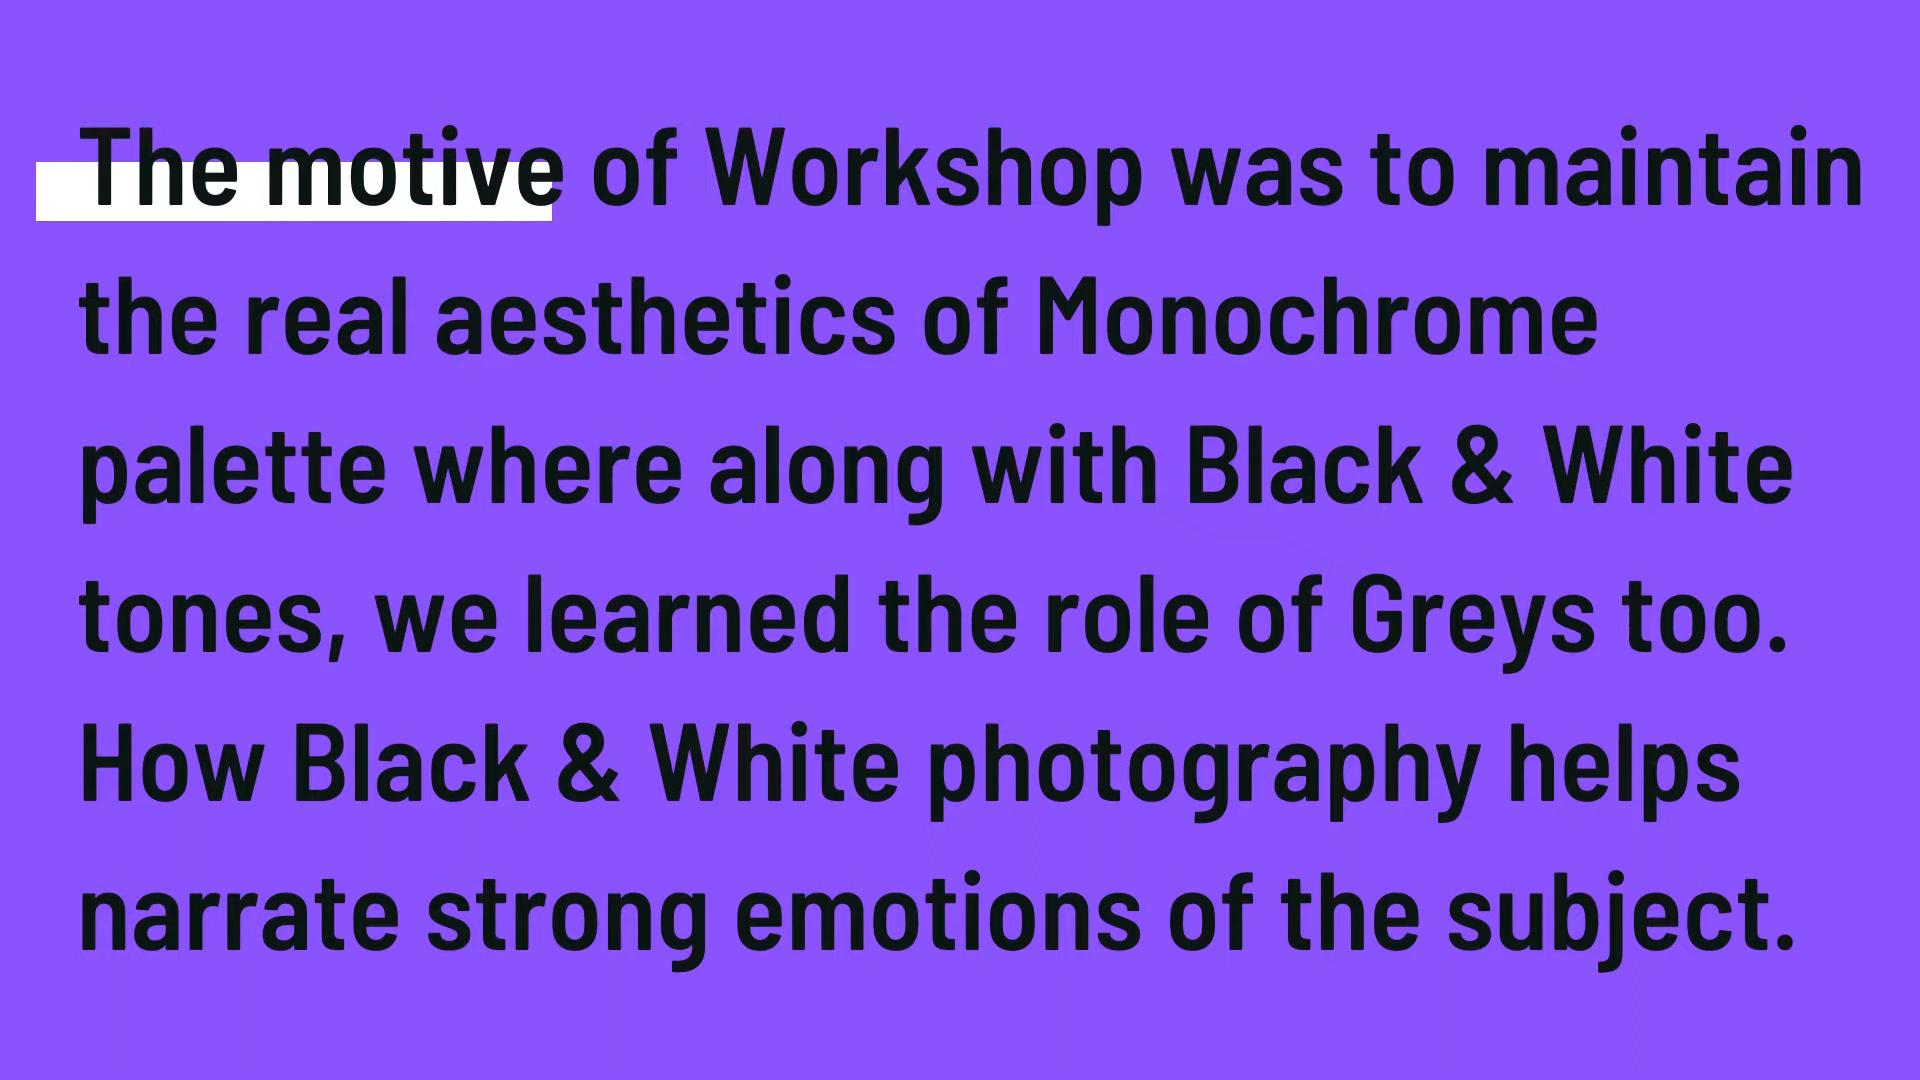 The motive of Workshop was to maintain
the real aesthetics of Monochrome
palette where along with Black & White
tones, we learned the role of Greys too.
How Black & White photography helps
narrate strong emotions of the subject.